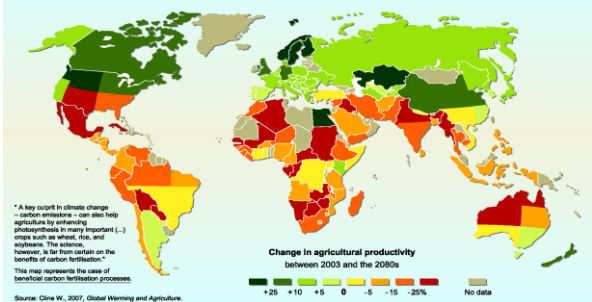 " A key culprit in climate change
– carbon emissions – can also help
agriculture by enhancing
photosynthesis in many important (...)
crops such as wheat, rice, and
soybeans. The science,
however, is far from certain on the
benefits of carbon fertilisation."
This map represents the case of
beneficial carbon fertilisation processes.
Source: Cline W., 2007, Global Warming and Agriculture.
Change in agricultural productivity
between 2003 and the 2080s
+25 +10 +5 0 -5 -15 -25% No data